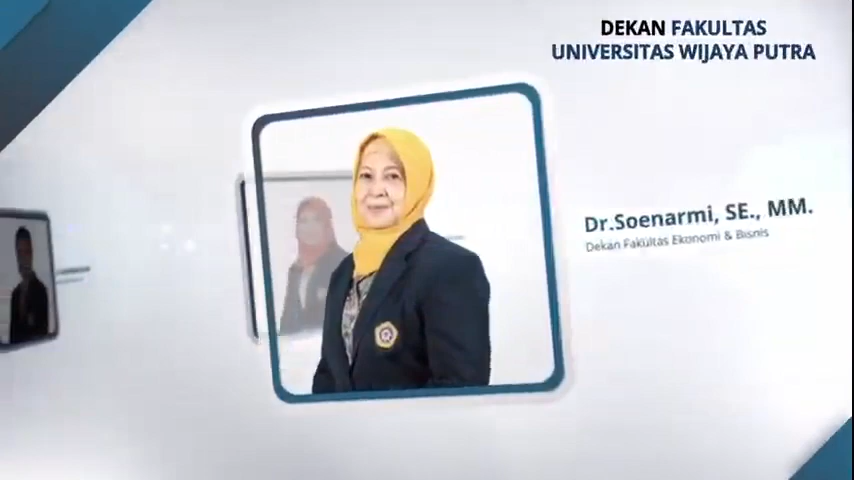 DEKAN FAKULTAS
UNIVERSITAS WIJAYA PUTRA
Dr.Soenarmi, SE., MM.
Dekan Fakultas Ekonomi & Bisnis